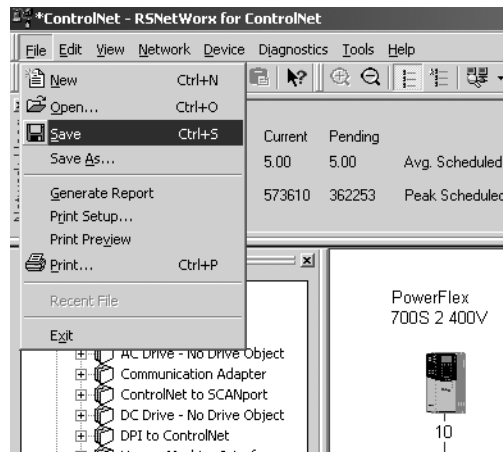 *ControlNet - RSNetWorx for ControlNet
File Edit View Network Device Diagnostics Tools Help
New Ctrl+N
Open... Ctrl+O
Save Ctrl+S
Save As...
Generate Report
Print Setup...
Print Preview
Print... Ctrl+P
Recent File
Exit
Current Pending
5.00 5.00 Avg. Scheduled
573610 362253 Peak Scheduled
AC Drive - No Drive Object
Communication Adapter
ControlNet to SCANport
DC Drive - No Drive Object
DPI to ControlNet
PowerFlex
700S 2 400V
10